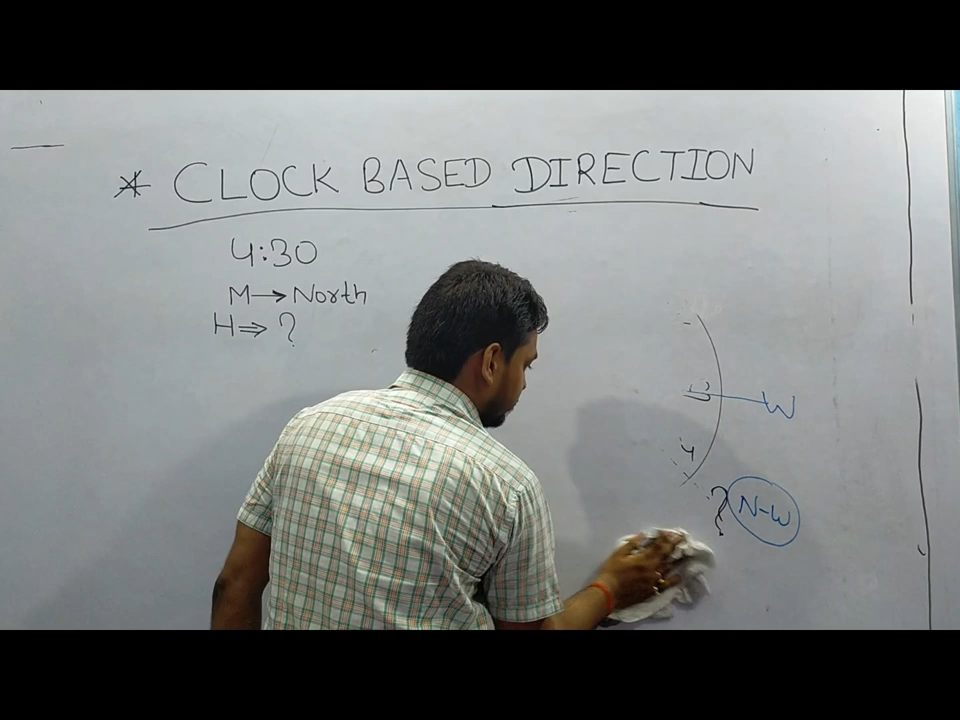 * CLOCK BASED DIRECTION
4:30
M → North
H ⇒ ?
W
4
? N-W